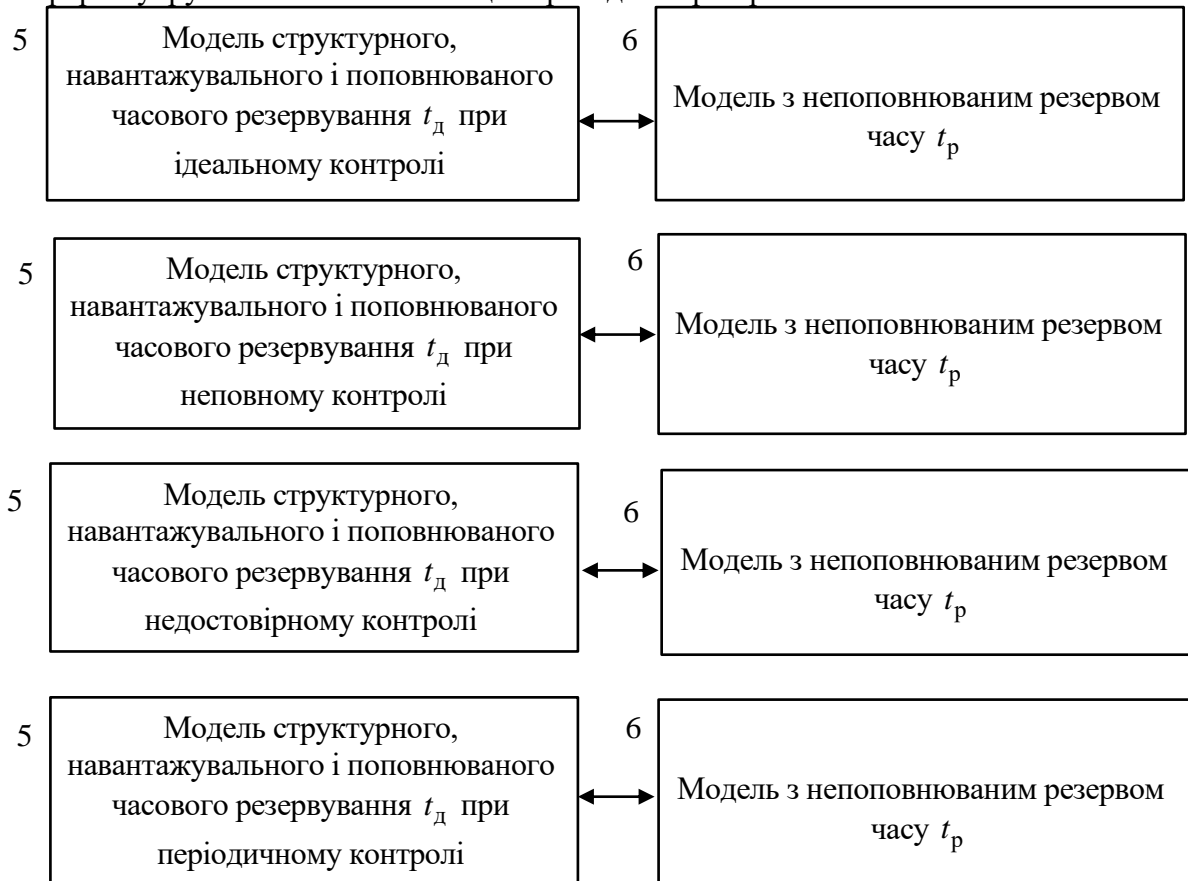 5
Модель структурного,
навантажувального і поповнюваного
часового резервування tд при
ідеальному контролі
6
Модель з непоповнюваним резервом
часу tр
5
Модель структурного,
навантажувального і поповнюваного
часового резервування tд при
неповному контролі
6
Модель з непоповнюваним резервом
часу tр
5
Модель структурного,
навантажувального і поповнюваного
часового резервування tд при
недостовірному контролі
6
Модель з непоповнюваним резервом
часу tр
5
Модель структурного,
навантажувального і поповнюваного
часового резервування tд при
періодичному контролі
6
Модель з непоповнюваним резервом
часу tр